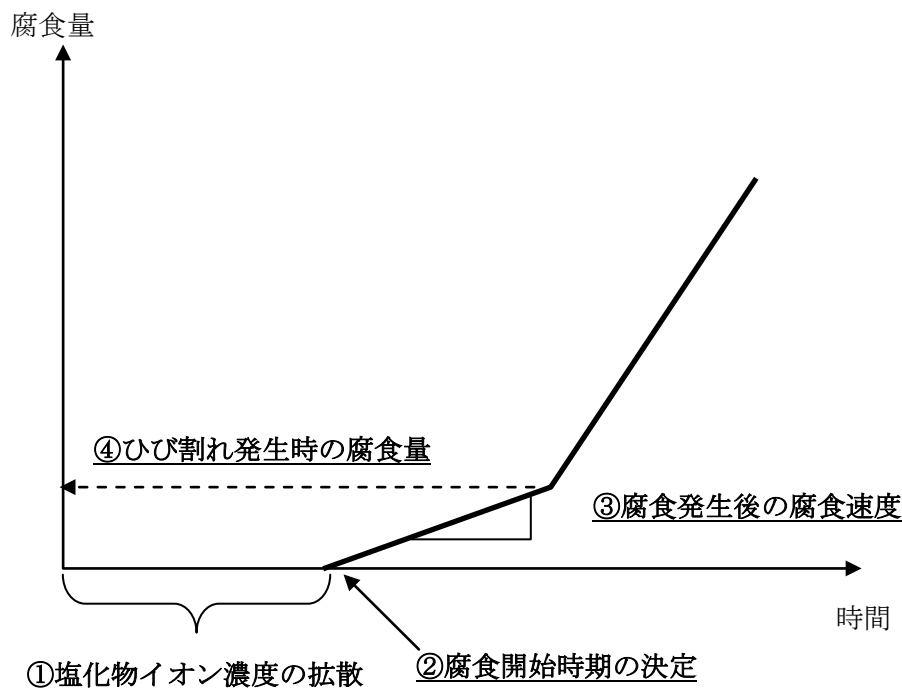 腐食量
④ひび割れ発生時の腐食量
③腐食発生後の腐食速度
時間
①塩化物イオン濃度の拡散
②腐食開始時期の決定